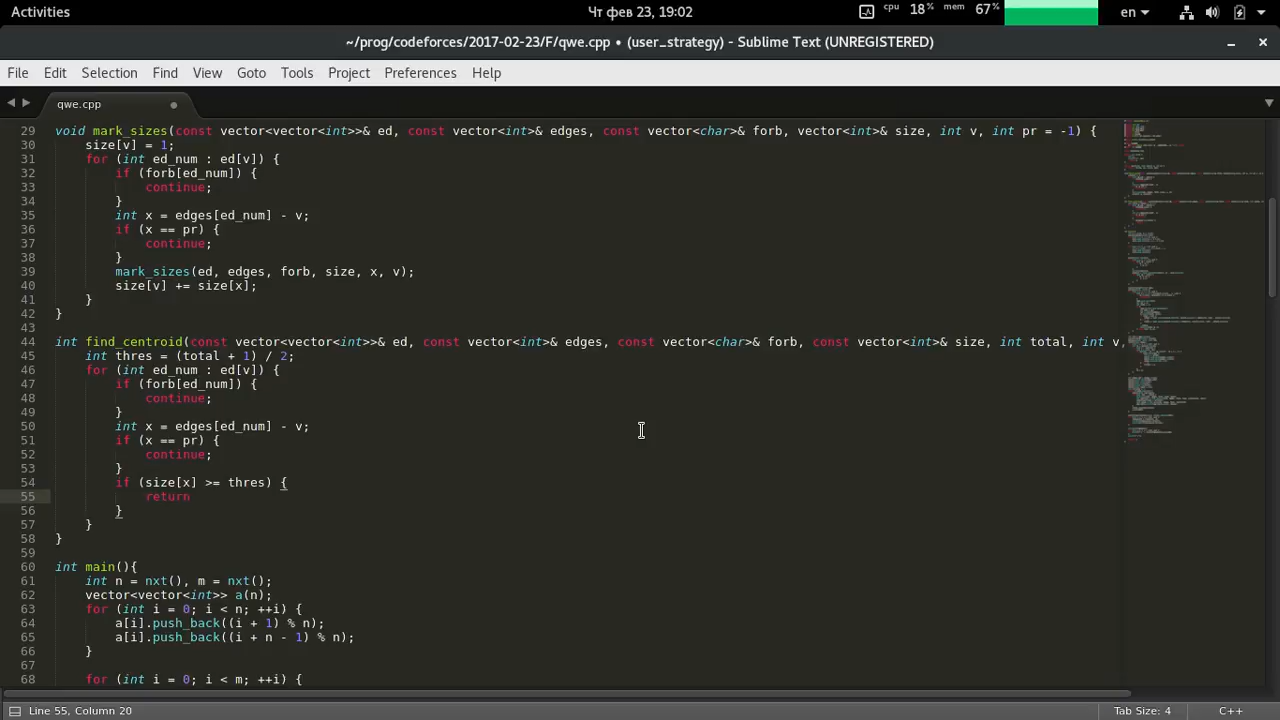 Activities
Чт фев 23, 19:02
cpu 18% mem 67%
en
~/prog/codeforces/2017-02-23/F/qwe.cpp • (user_strategy) - Sublime Text (UNREGISTERED)
File Edit Selection Find View Goto Tools Project Preferences Help
qwe.cpp
29 void mark_sizes(const vector<vector<int>>& ed, const vector<int>& edges, const vector<char>& forb, vector<int>& size, int v, int pr = -1) {
30     size[v] = 1;
31     for (int ed_num : ed[v]) {
32         if (forb[ed_num]) {
33             continue;
34         }
35         int x = edges[ed_num] - v;
36         if (x == pr) {
37             continue;
38         }
39         mark_sizes(ed, edges, forb, size, x, v);
40         size[v] += size[x];
41     }
42 }
43
44 int find_centroid(const vector<vector<int>>& ed, const vector<int>& edges, const vector<char>& forb, const vector<int>& size, int total, int v,
45     int thres = (total + 1) / 2;
46     for (int ed_num : ed[v]) {
47         if (forb[ed_num]) {
48             continue;
49         }
50         int x = edges[ed_num] - v;
51         if (x == pr) {
52             continue;
53         }
54         if (size[x] >= thres) {
55             return
56         }
57     }
58 }
59
60 int main(){
61     int n = nxt(), m = nxt();
62     vector<vector<int>> a(n);
63     for (int i = 0; i < n; ++i) {
64         a[i].push_back((i + 1) % n);
65         a[i].push_back((i + n - 1) % n);
66     }
67
68     for (int i = 0; i < m; ++i) {
Line 55, Column 20
Tab Size: 4
C++